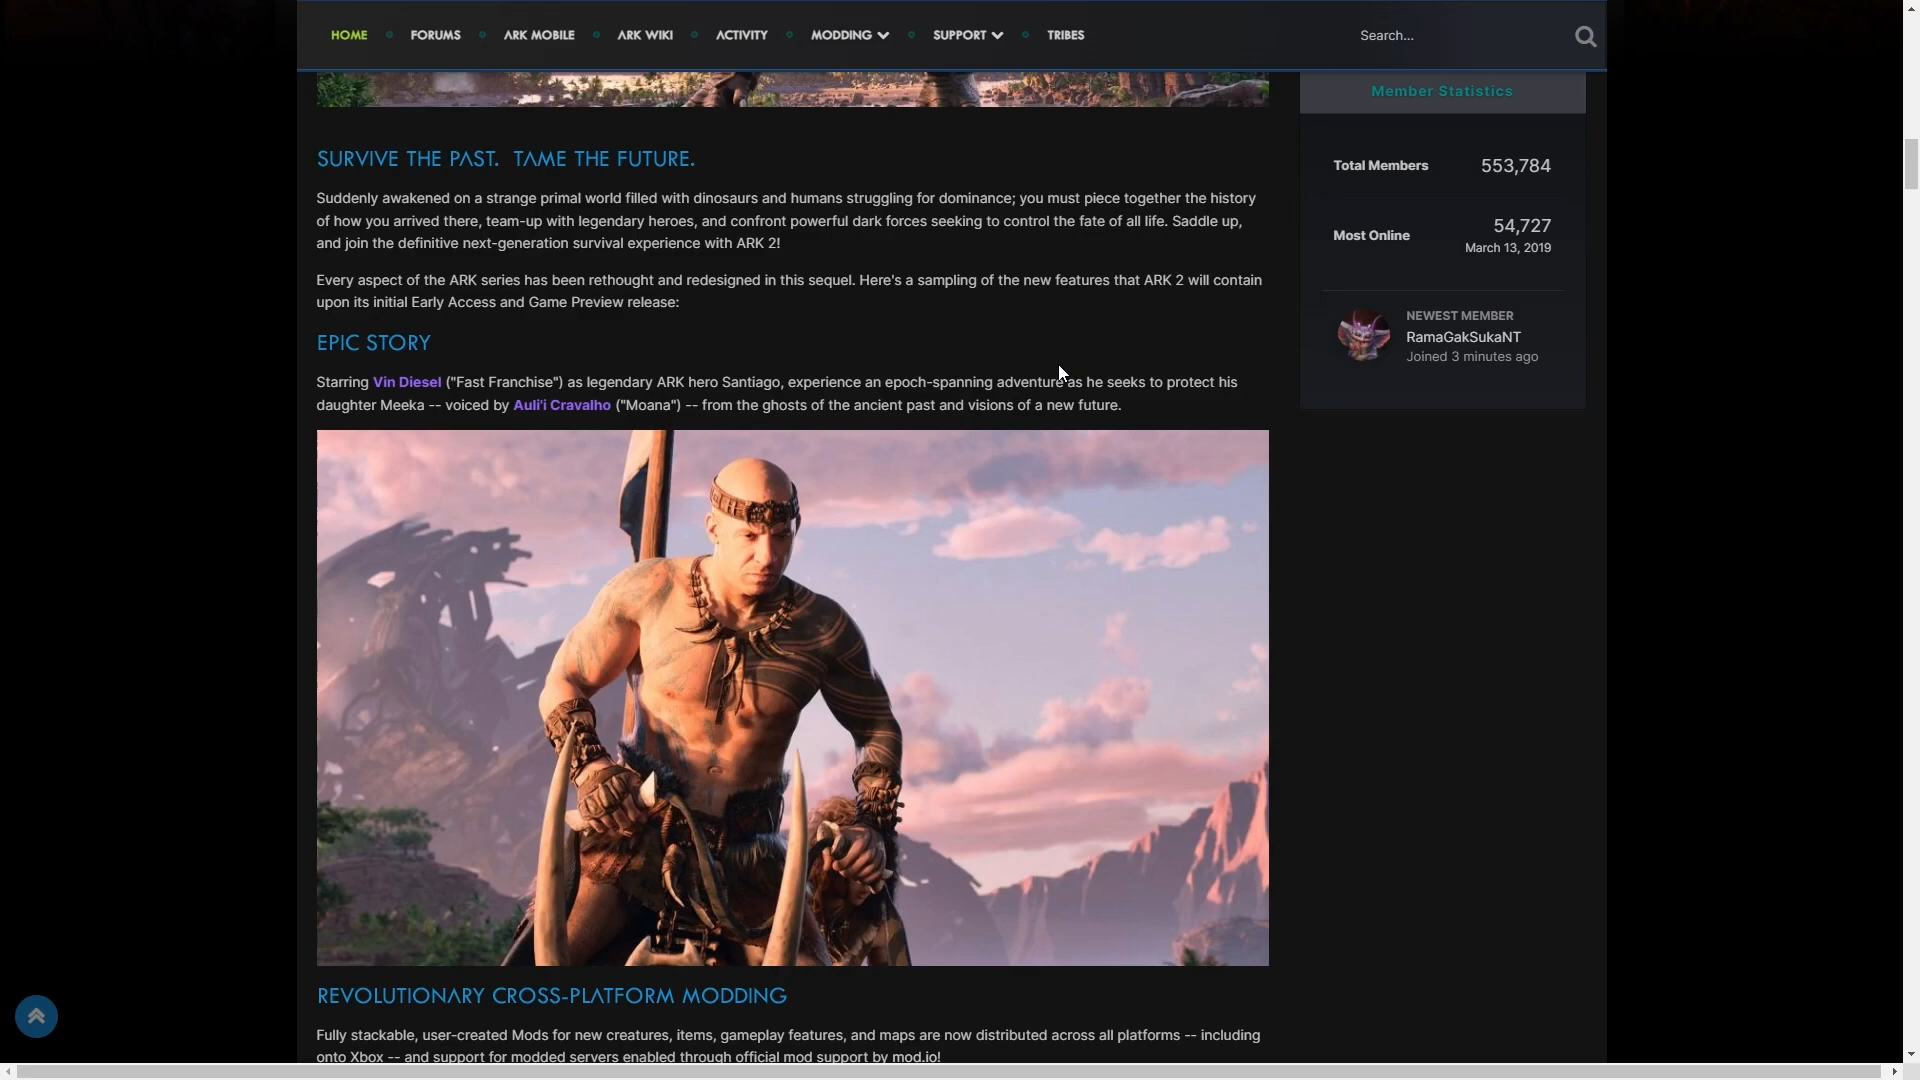 HOME FORUMS ARK MOBILE ARK WIKI ACTIVITY MODDING SUPPORT TRIBES Search...
SURVIVE THE PAST. TAME THE FUTURE.
Suddenly awakened on a strange primal world filled with dinosaurs and humans struggling for dominance; you must piece together the history
of how you arrived there, team-up with legendary heroes, and confront powerful dark forces seeking to control the fate of all life. Saddle up,
and join the definitive next-generation survival experience with ARK 2!
Every aspect of the ARK series has been rethought and redesigned in this sequel. Here's a sampling of the new features that ARK 2 will contain
upon its initial Early Access and Game Preview release:
EPIC STORY
Starring Vin Diesel ("Fast Franchise") as legendary ARK hero Santiago, experience an epoch-spanning adventure as he seeks to protect his
daughter Meeka -- voiced by Auli'i Cravalho ("Moana") -- from the ghosts of the ancient past and visions of a new future.
REVOLUTIONARY CROSS-PLATFORM MODDING
Fully stackable, user-created Mods for new creatures, items, gameplay features, and maps are now distributed across all platforms -- including
onto Xbox -- and support for modded servers enabled through official mod support by mod.io!
Member Statistics
Total Members 553,784
Most Online 54,727
March 13, 2019
NEWEST MEMBER
RamaGakSukaNT
Joined 3 minutes ago